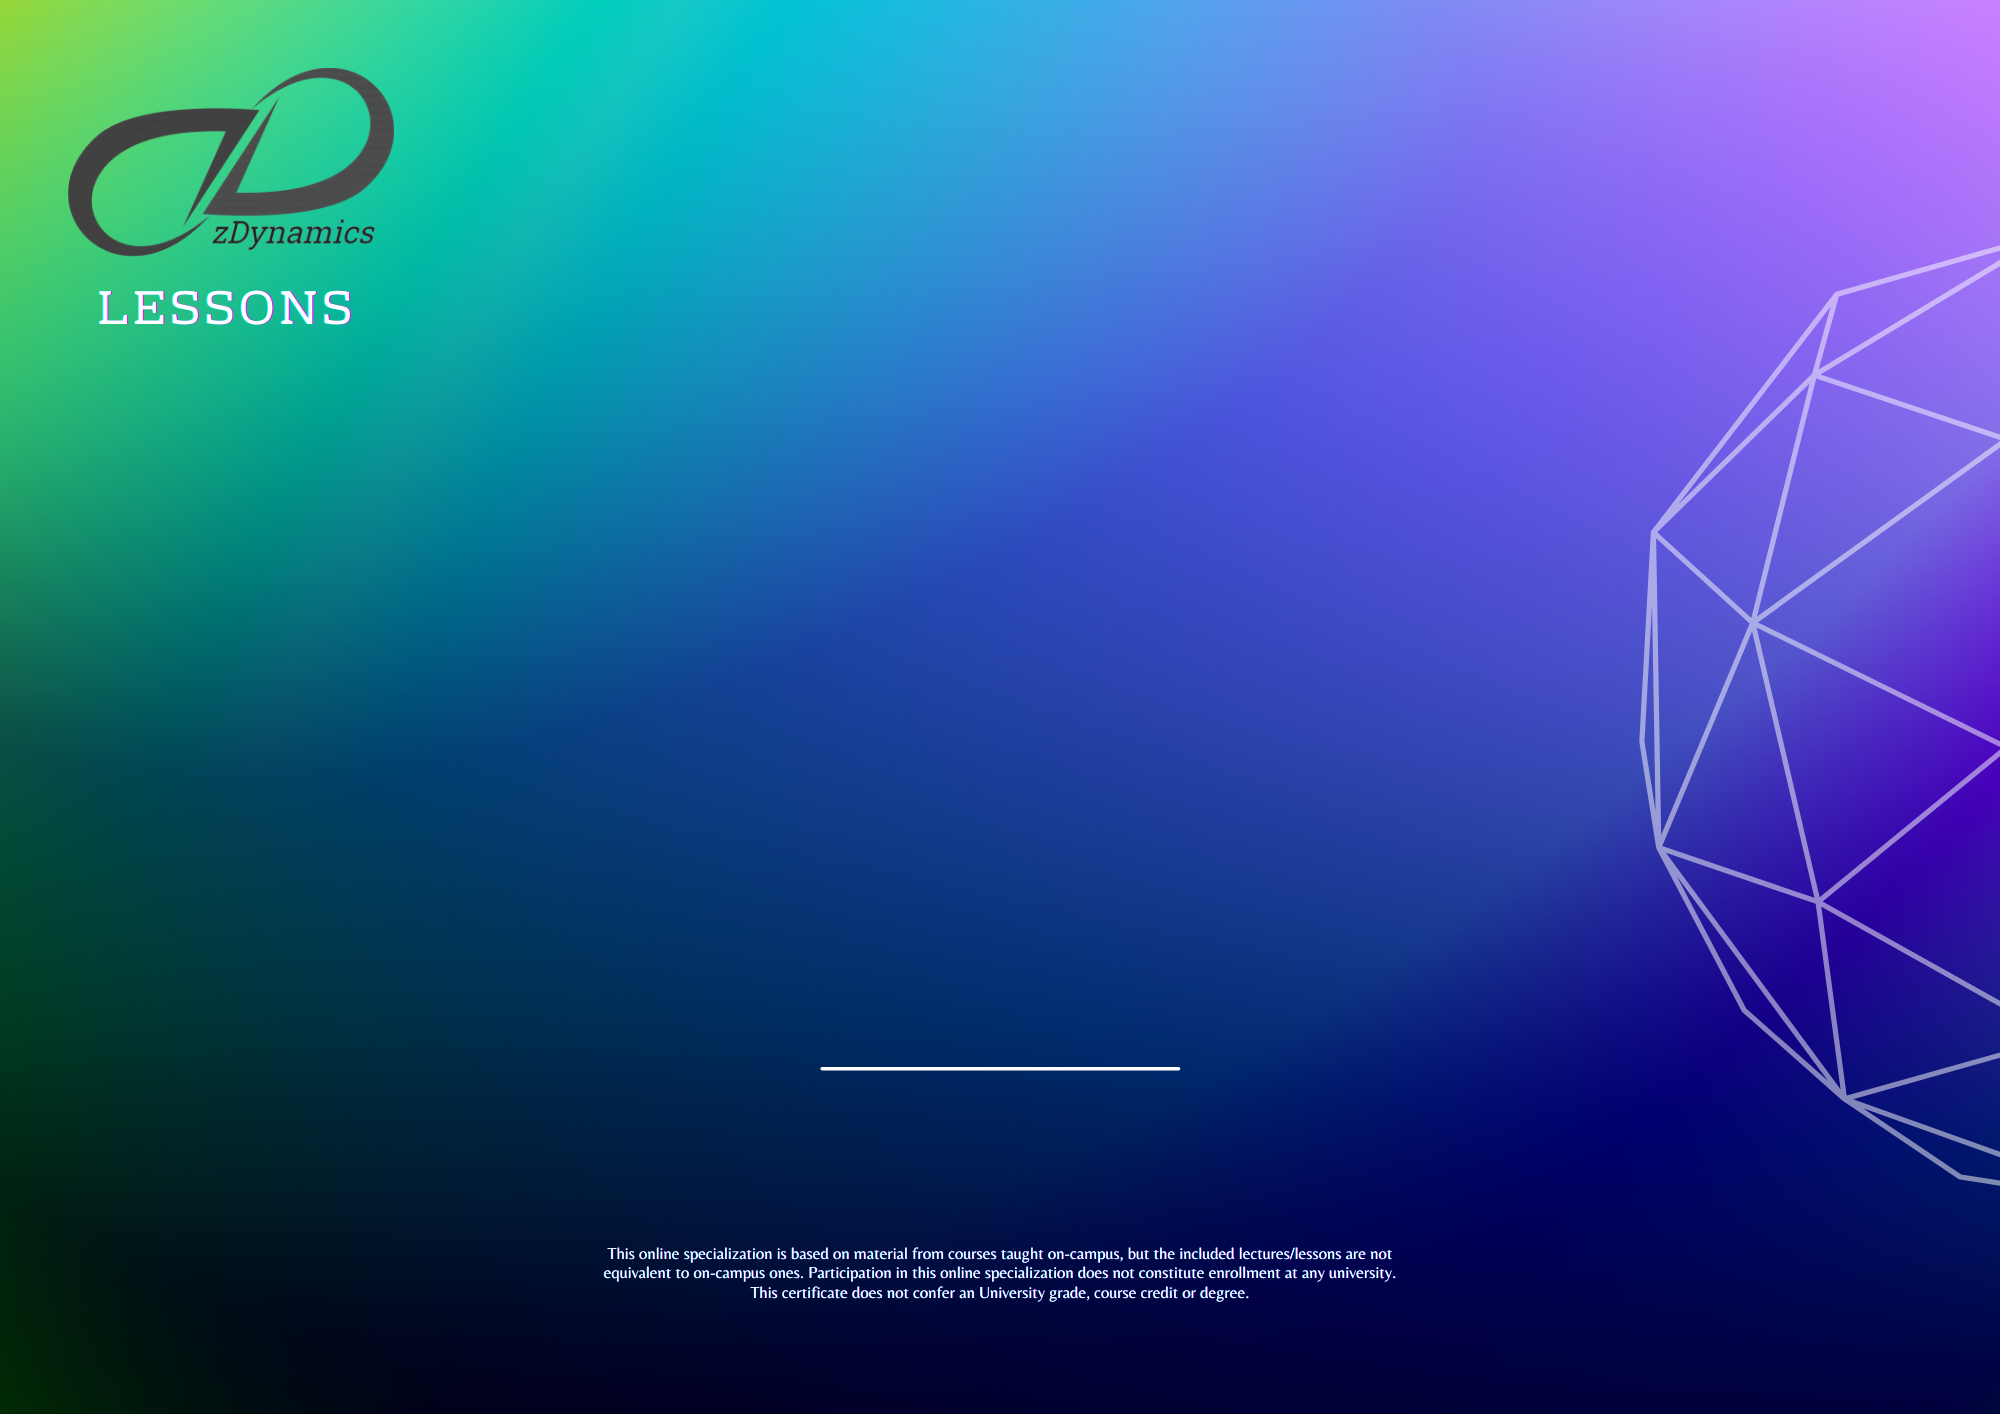 zDynamics
LESSONS
This online specialization is based on material from courses taught on-campus, but the included lectures/lessons are not
equivalent to on-campus ones. Participation in this online specialization does not constitute enrollment at any university.
This certificate does not confer an University grade, course credit or degree.